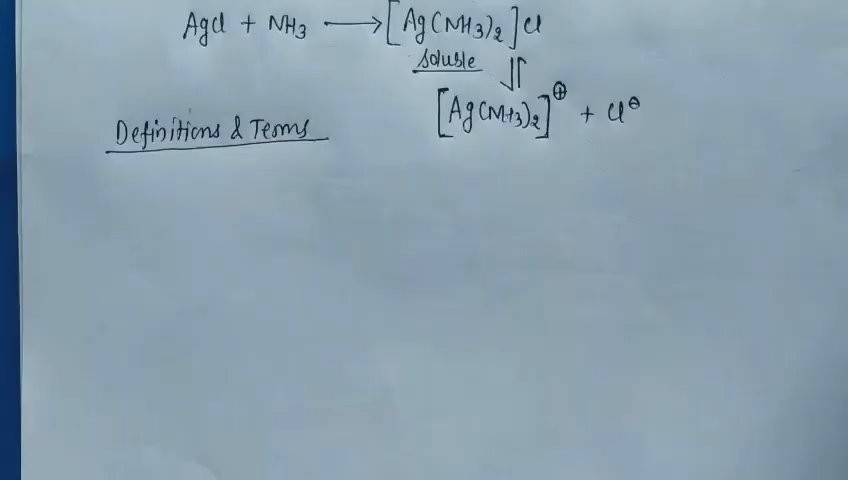 AgCl + NH3 ⟶ [Ag(NH3)2]Cl
soluble ⇌
[Ag(NH3)2]⊕ + Cl⊖
Definitions & Terms